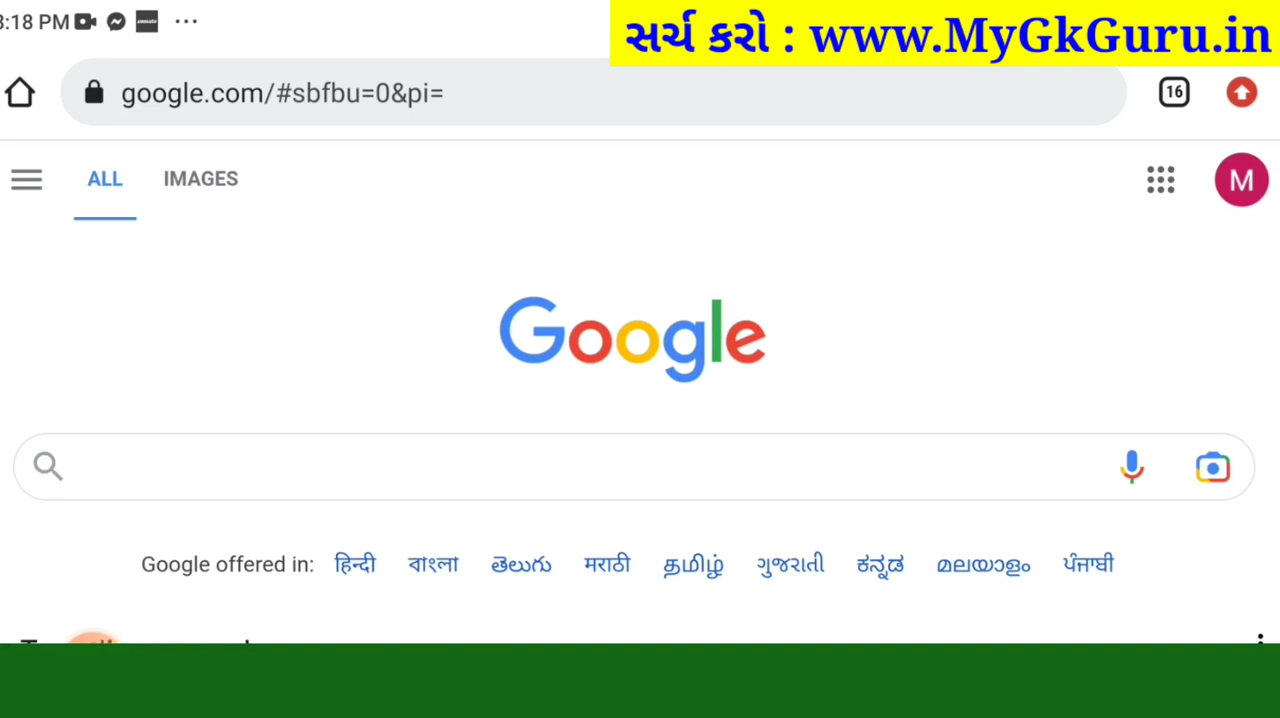 3:18 PM
સર્ચ કરો : www.MyGkGuru.in
google.com/#sbfbu=0&pi=
16
ALL IMAGES
M
Google
Google offered in: हिन्दी বাংলা తెలుగు मराठी தமிழ் ગુજરાતી ಕನ್ನಡ മലയാളം ਪੰਜਾਬੀ